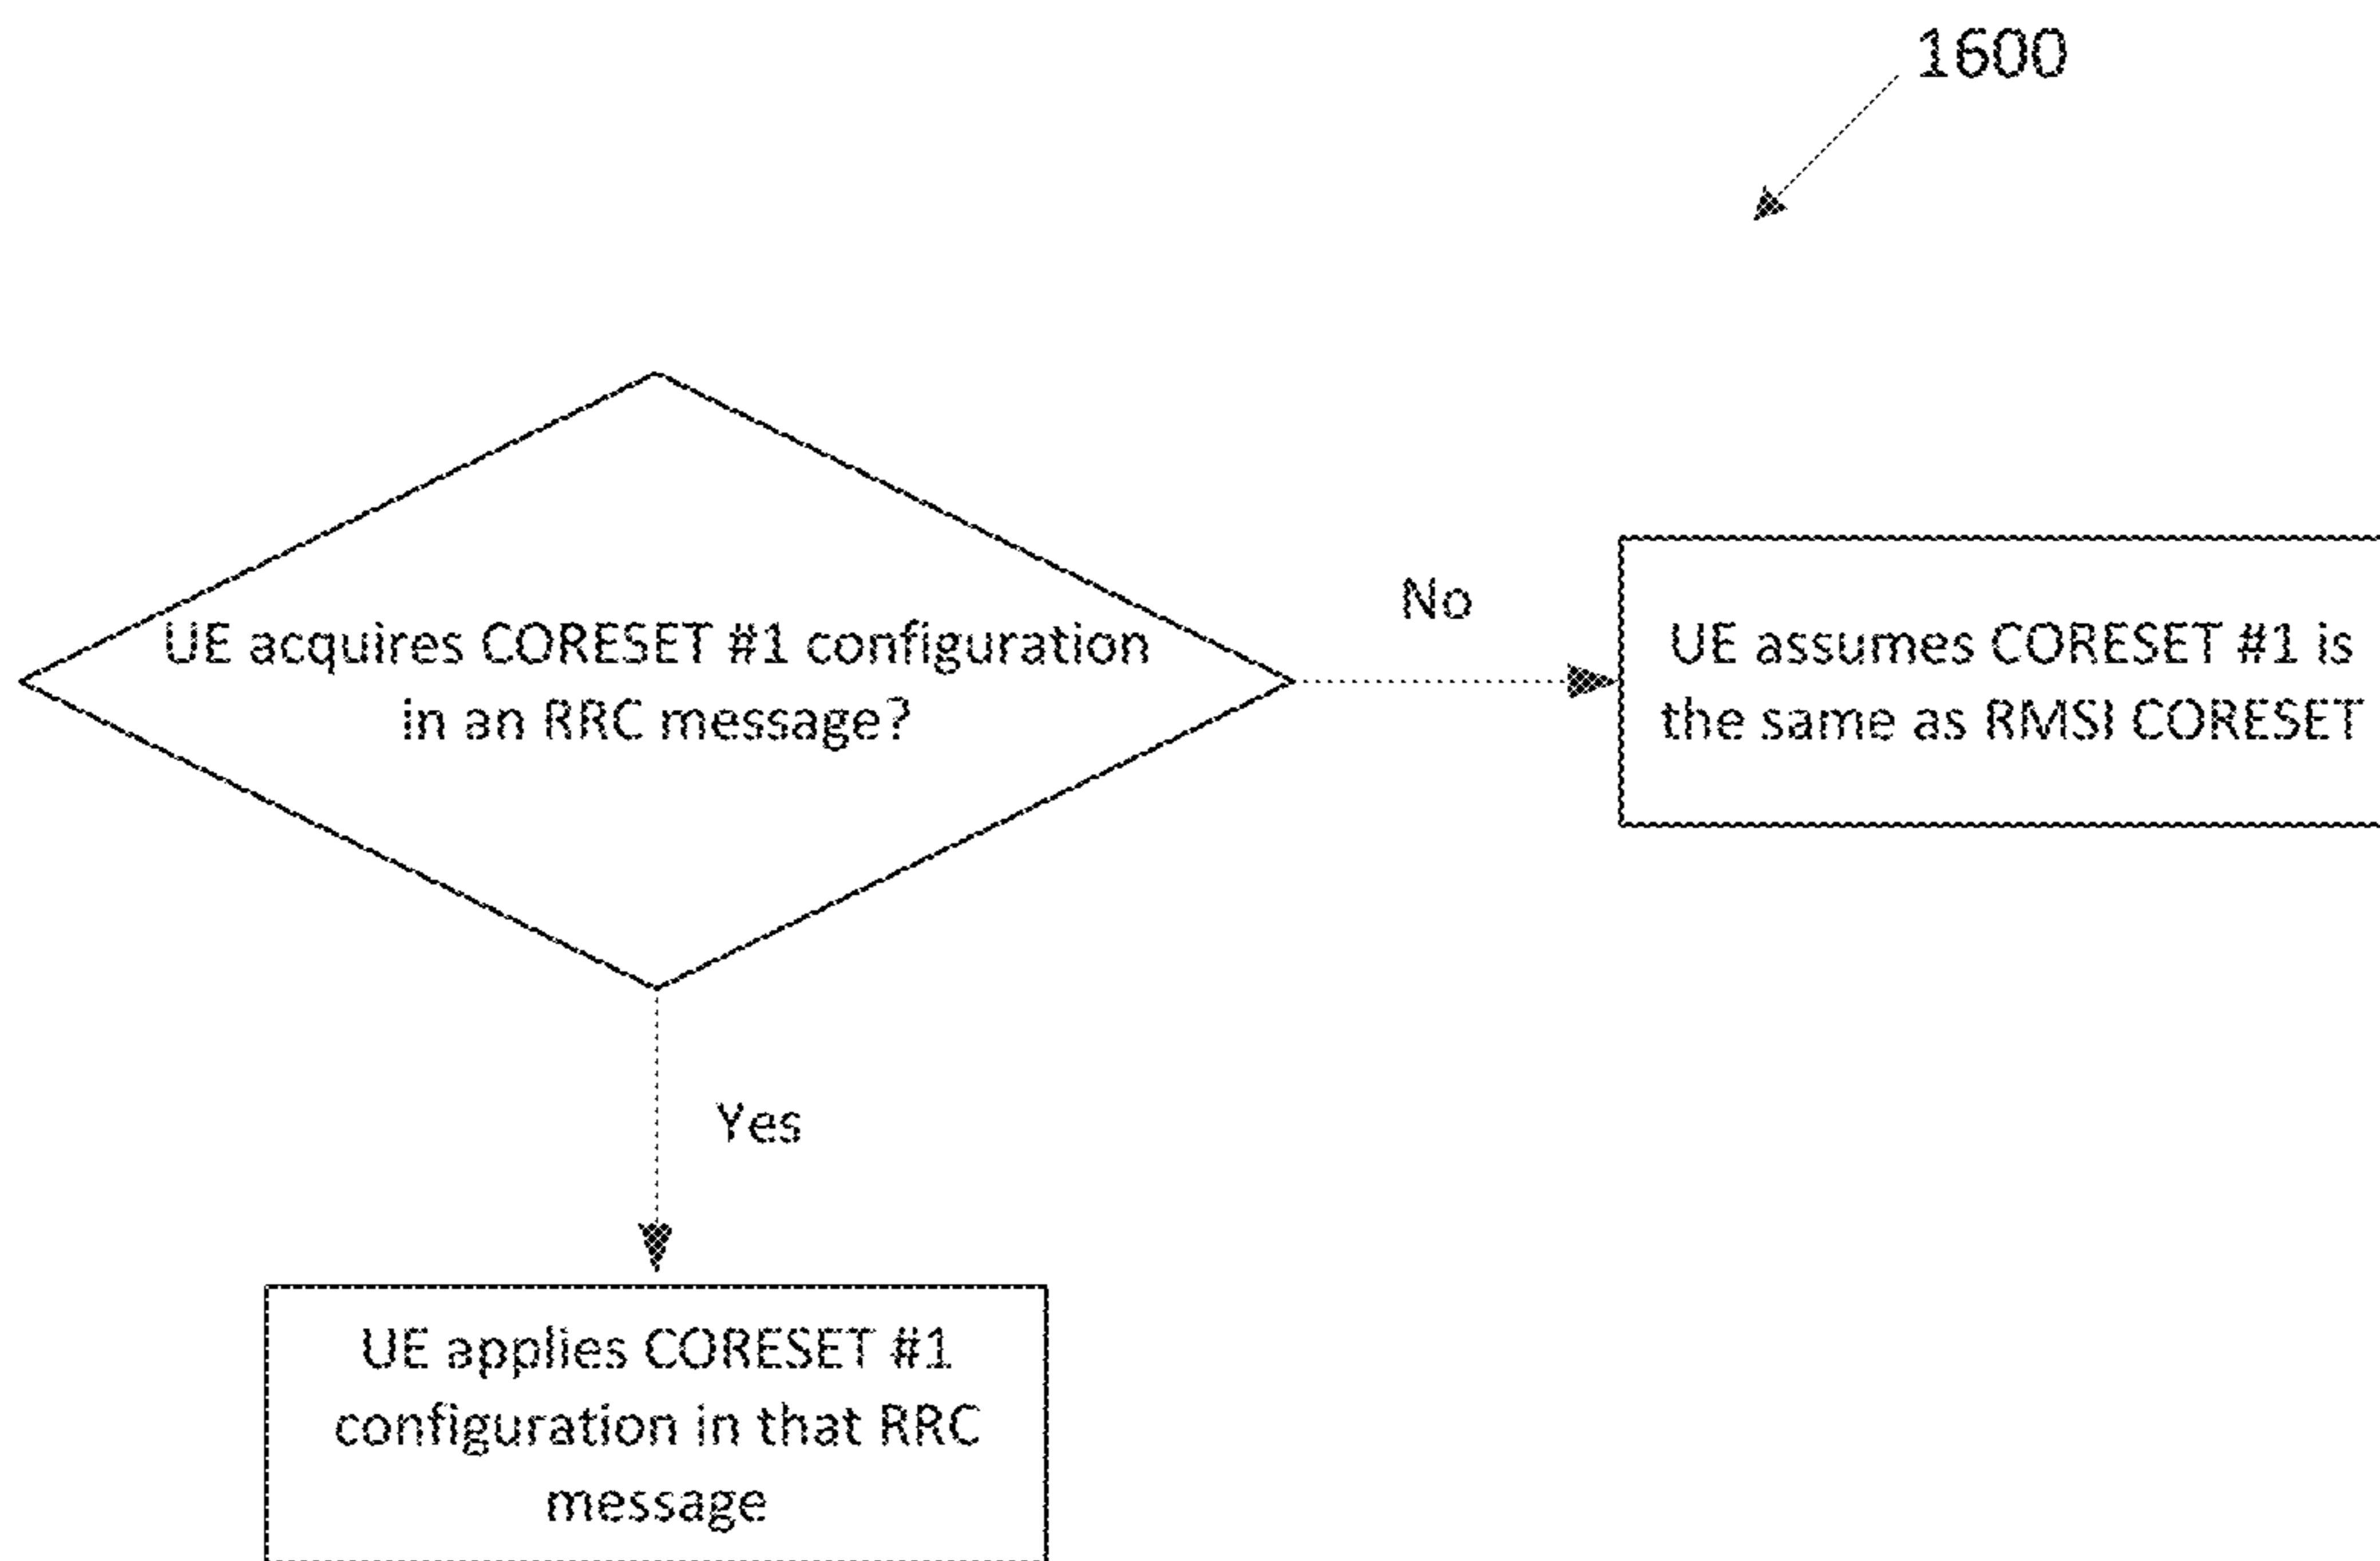 1600
UE acquires CORESET #1 configuration
in an RRC message?
No
UE assumes CORESET #1 is
the same as RMSI CORESET
Yes
UE applies CORESET #1
configuration in that RRC
message